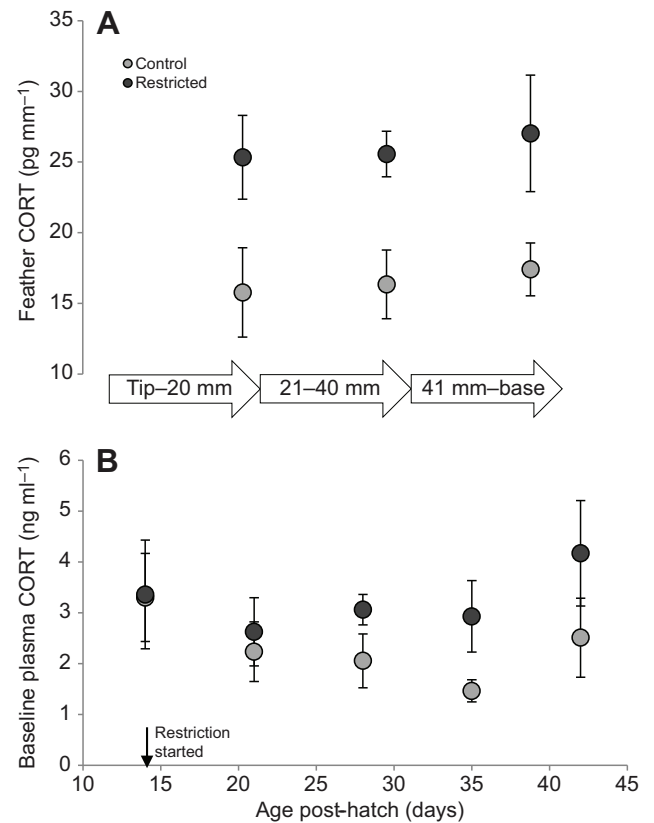 A
Control
Restricted
Feather CORT (pg mm⁻¹)
35
30
25
20
15
10
Tip–20 mm
21–40 mm
41 mm–base
B
Baseline plasma CORT (ng ml⁻¹)
6
5
4
3
2
1
0
Restriction
started
10 15 20 25 30 35 40 45
Age post-hatch (days)